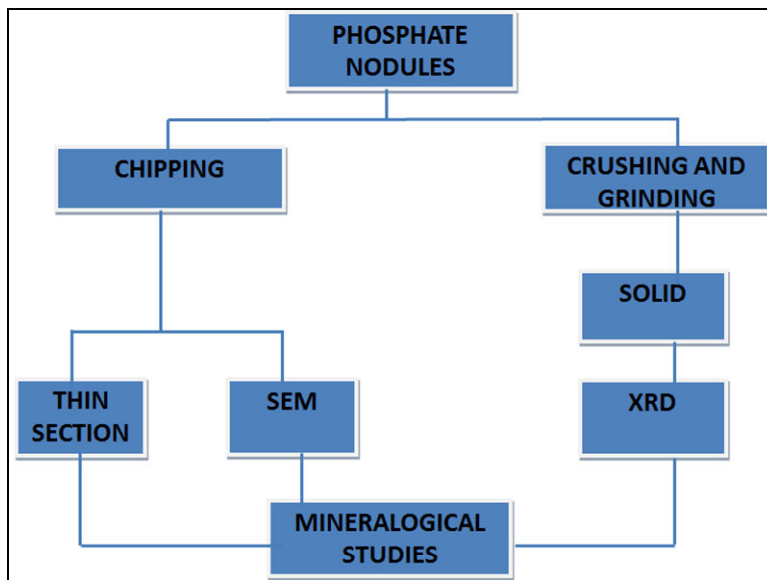 PHOSPHATE
NODULES
CHIPPING
CRUSHING AND
GRINDING
SOLID
THIN
SECTION
SEM
XRD
MINERALOGICAL
STUDIES